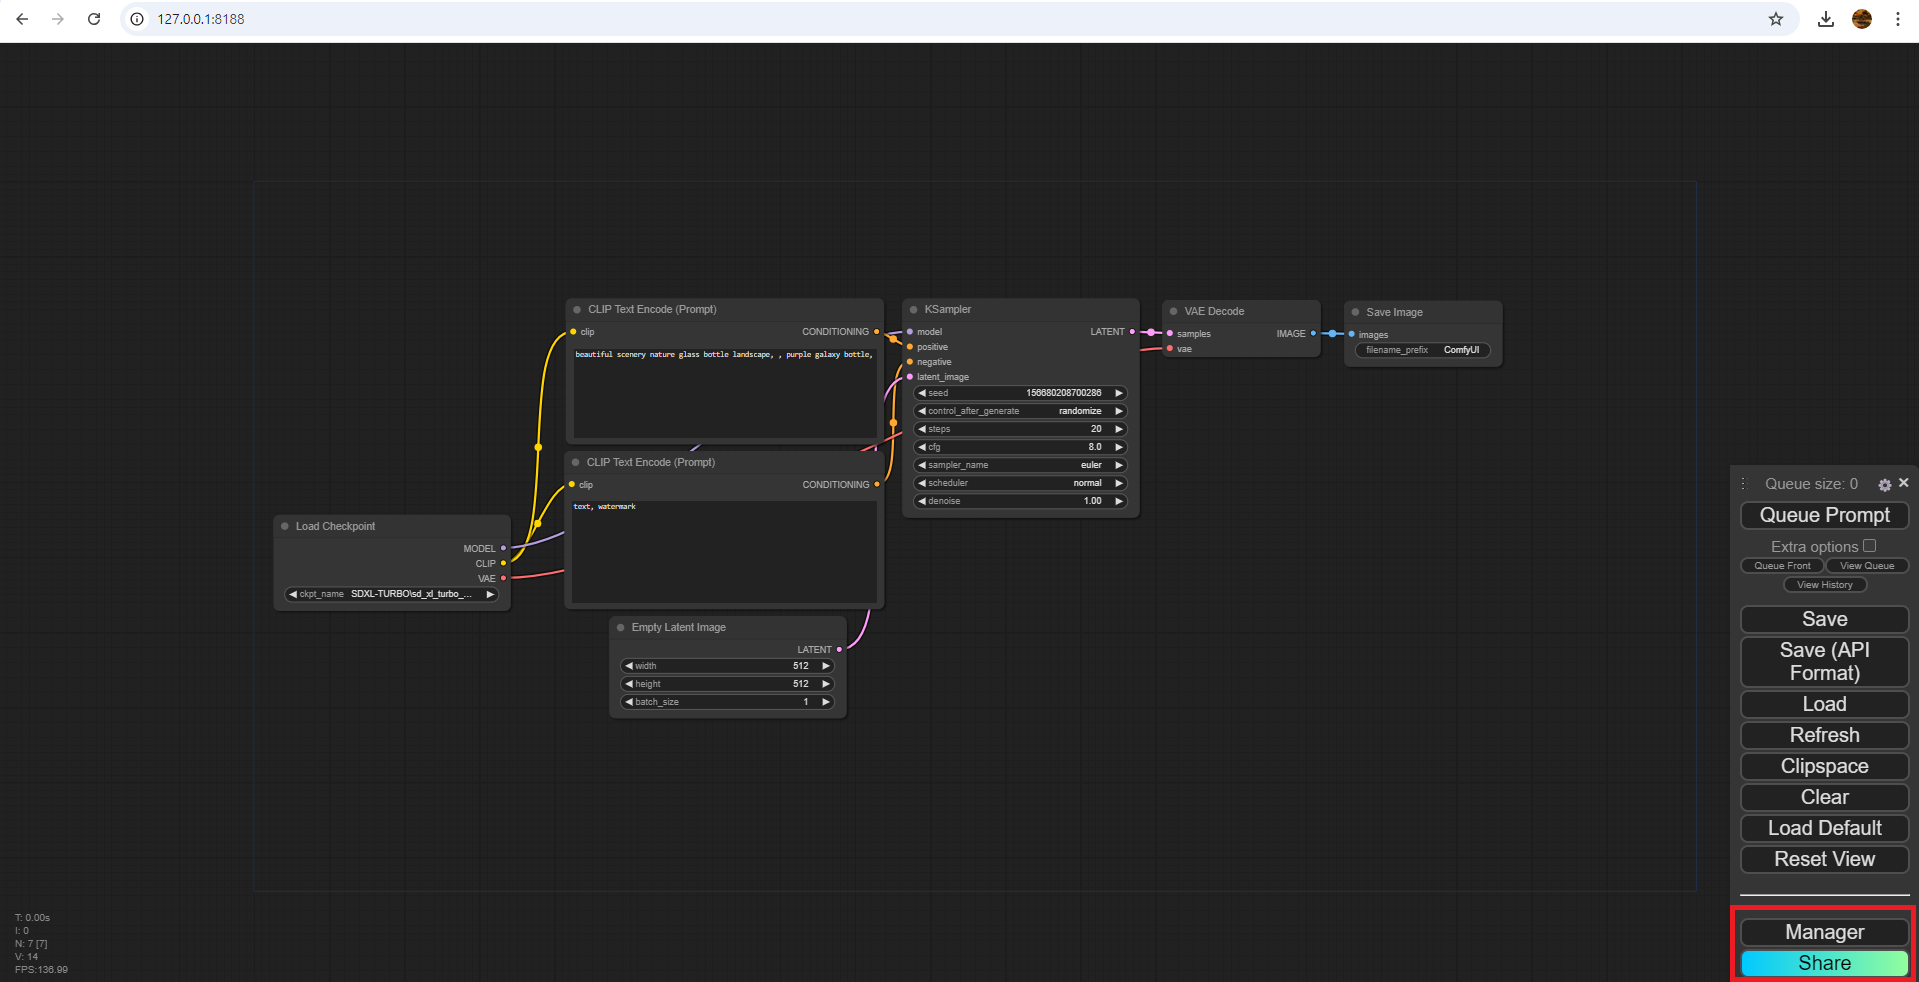 127.0.0.1:8188
CLIP Text Encode (Prompt)
clip CONDITIONING
beautiful scenery nature glass bottle landscape, , purple galaxy bottle,
CLIP Text Encode (Prompt)
clip CONDITIONING
text, watermark
Load Checkpoint
MODEL
CLIP
VAE
ckpt_name SDXL-TURBO\sd_xl_turbo_...
Empty Latent Image
LATENT
width 512
height 512
batch_size 1
KSampler
model LATENT
positive
negative
latent_image
seed 156680208700286
control_after_generate randomize
steps 20
cfg 8.0
sampler_name euler
scheduler normal
denoise 1.00
VAE Decode
samples IMAGE
vae
Save Image
images
filename_prefix ComfyUI
Queue size: 0
Queue Prompt
Extra options
Queue Front View Queue
View History
Save
Save (API
Format)
Load
Refresh
Clipspace
Clear
Load Default
Reset View
Manager
Share
T: 0.00s
I: 0
N: 7 [7]
V: 14
FPS:136.99